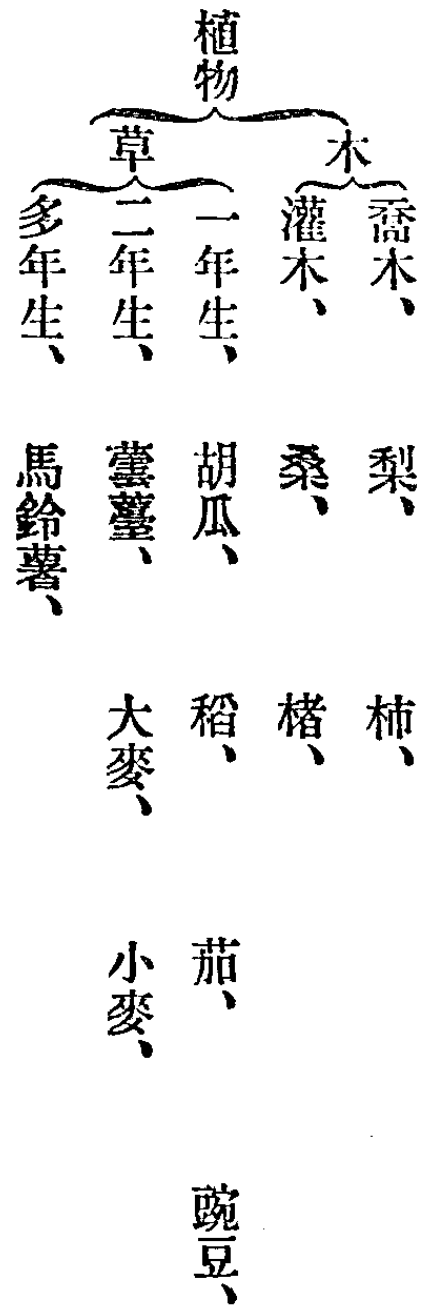 植物
木
喬木、 梨、 柿、
灌木、 桑、 楮、
草
一年生、 胡瓜、 稻、 茄、 豌豆、
二年生、 蕓薹、 大麥、 小麥、
多年生、 馬鈴薯、